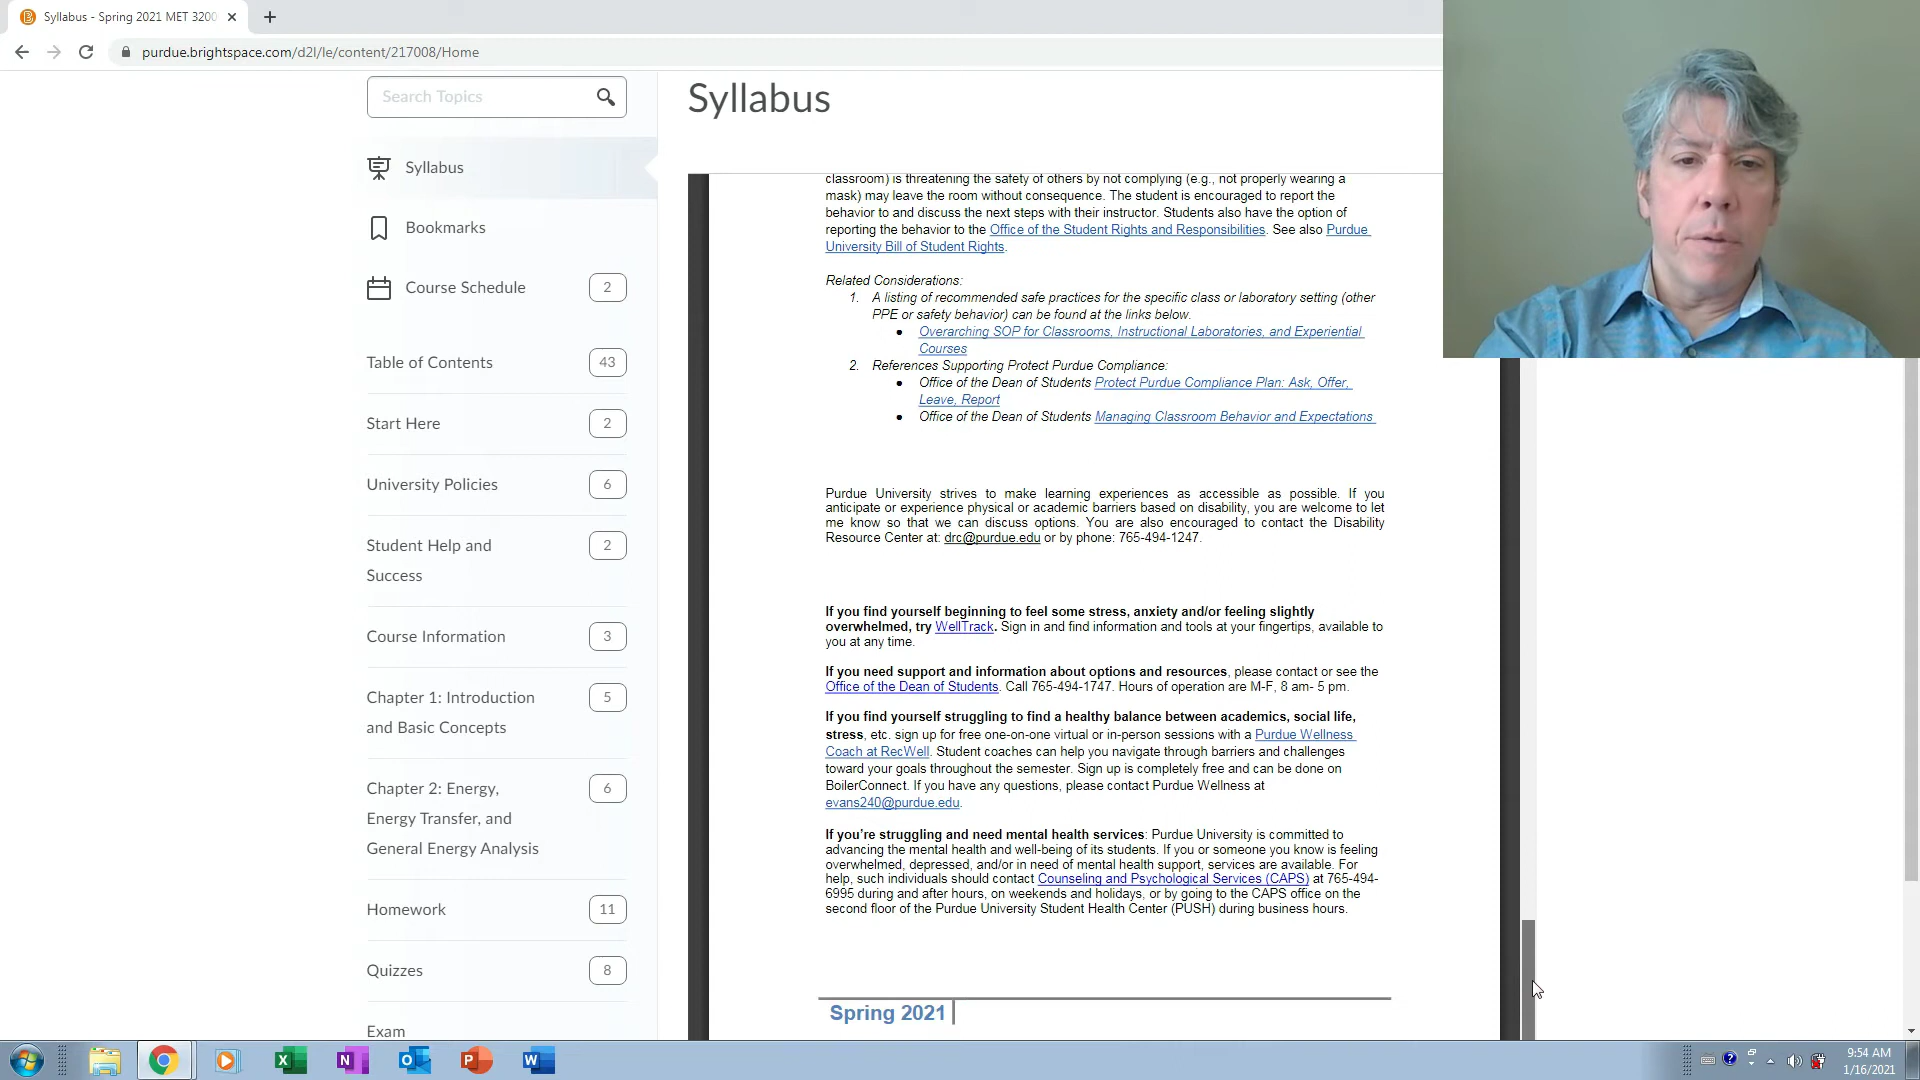 Syllabus - Spring 2021 MET 3200
purdue.brightspace.com/d2l/le/content/217008/Home
Search Topics
Syllabus
Bookmarks
Course Schedule 2
Table of Contents 43
Start Here 2
University Policies 6
Student Help and 2
Success
Course Information 3
Chapter 1: Introduction 5
and Basic Concepts
Chapter 2: Energy, 6
Energy Transfer, and
General Energy Analysis
Homework 11
Quizzes 8
Exam
Syllabus
classroom) is threatening the safety of others by not complying (e.g., not properly wearing a
mask) may leave the room without consequence. The student is encouraged to report the
behavior to and discuss the next steps with their instructor. Students also have the option of
reporting the behavior to the Office of the Student Rights and Responsibilities. See also Purdue
University Bill of Student Rights.
Related Considerations:
1. A listing of recommended safe practices for the specific class or laboratory setting (other
PPE or safety behavior) can be found at the links below.
• Overarching SOP for Classrooms, Instructional Laboratories, and Experiential
Courses
2. References Supporting Protect Purdue Compliance:
• Office of the Dean of Students Protect Purdue Compliance Plan: Ask, Offer,
Leave, Report
• Office of the Dean of Students Managing Classroom Behavior and Expectations
Purdue University strives to make learning experiences as accessible as possible. If you
anticipate or experience physical or academic barriers based on disability, you are welcome to let
me know so that we can discuss options. You are also encouraged to contact the Disability
Resource Center at: drc@purdue.edu or by phone: 765-494-1247.
If you find yourself beginning to feel some stress, anxiety and/or feeling slightly
overwhelmed, try WellTrack. Sign in and find information and tools at your fingertips, available to
you at any time.
If you need support and information about options and resources, please contact or see the
Office of the Dean of Students. Call 765-494-1747. Hours of operation are M-F, 8 am- 5 pm.
If you find yourself struggling to find a healthy balance between academics, social life,
stress, etc. sign up for free one-on-one virtual or in-person sessions with a Purdue Wellness
Coach at RecWell. Student coaches can help you navigate through barriers and challenges
toward your goals throughout the semester. Sign up is completely free and can be done on
BoilerConnect. If you have any questions, please contact Purdue Wellness at
evans240@purdue.edu.
If you're struggling and need mental health services: Purdue University is committed to
advancing the mental health and well-being of its students. If you or someone you know is feeling
overwhelmed, depressed, and/or in need of mental health support, services are available. For
help, such individuals should contact Counseling and Psychological Services (CAPS) at 765-494-
6995 during and after hours, on weekends and holidays, or by going to the CAPS office on the
second floor of the Purdue University Student Health Center (PUSH) during business hours.
Spring 2021
9:54 AM
1/16/2021